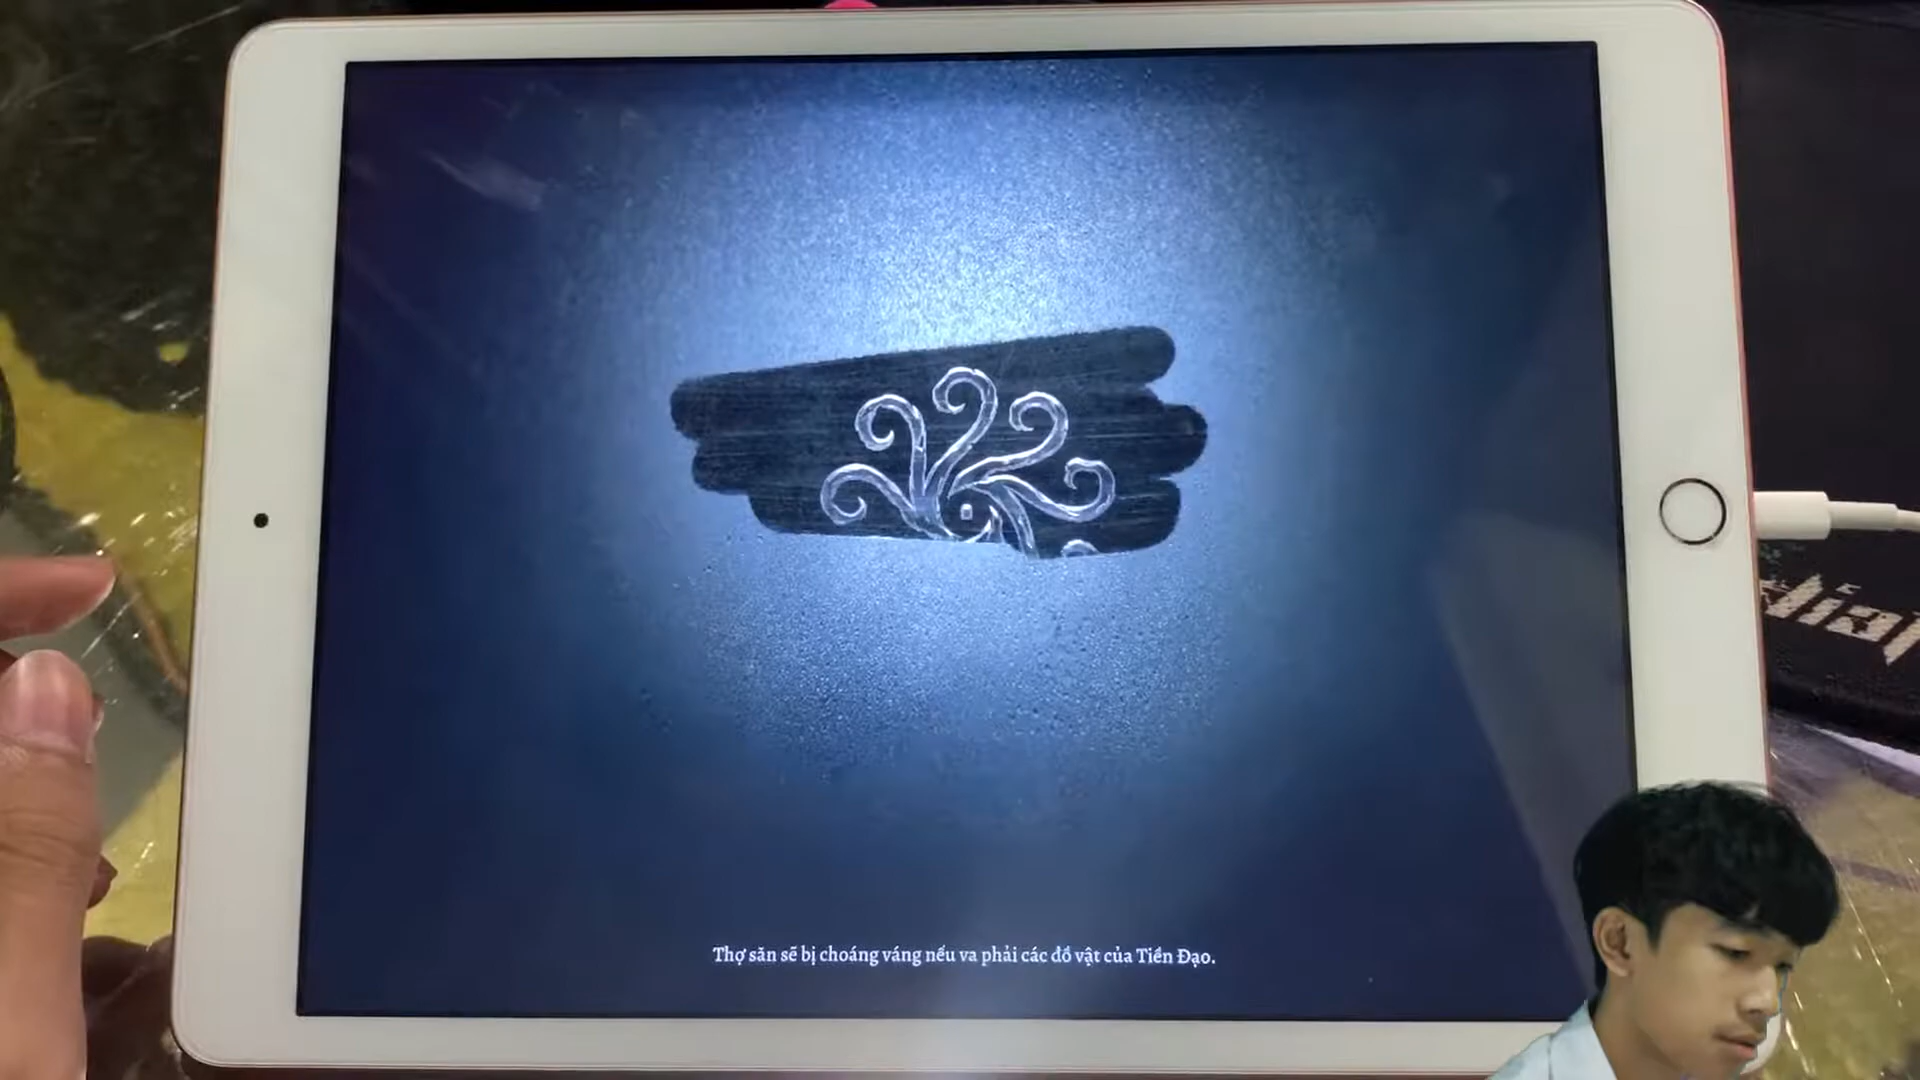 Thợ săn sẽ bị choáng váng nếu va phải các đồ vật của Tiền Đạo.